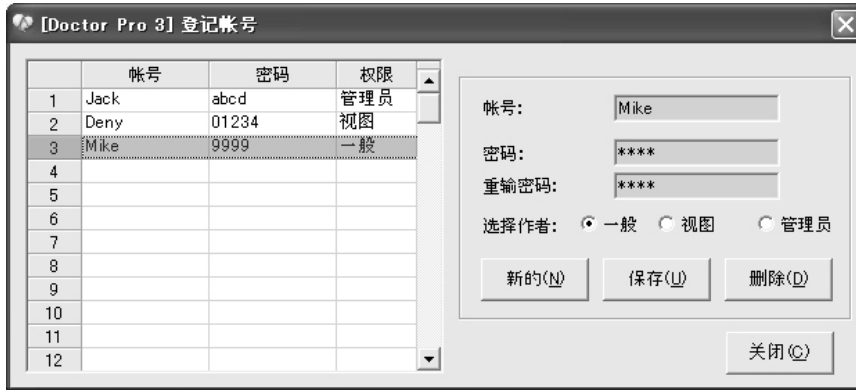 [Doctor Pro 3] 登记帐号
帐号 密码 权限
1 Jack abcd 管理员
2 Deny 01234 视图
3 Mike 9999 一般
4
5
6
7
8
9
10
11
12
帐号: Mike
密码: ****
重输密码: ****
选择作者: 一般 视图 管理员
新的(N) 保存(U) 删除(D)
关闭(C)